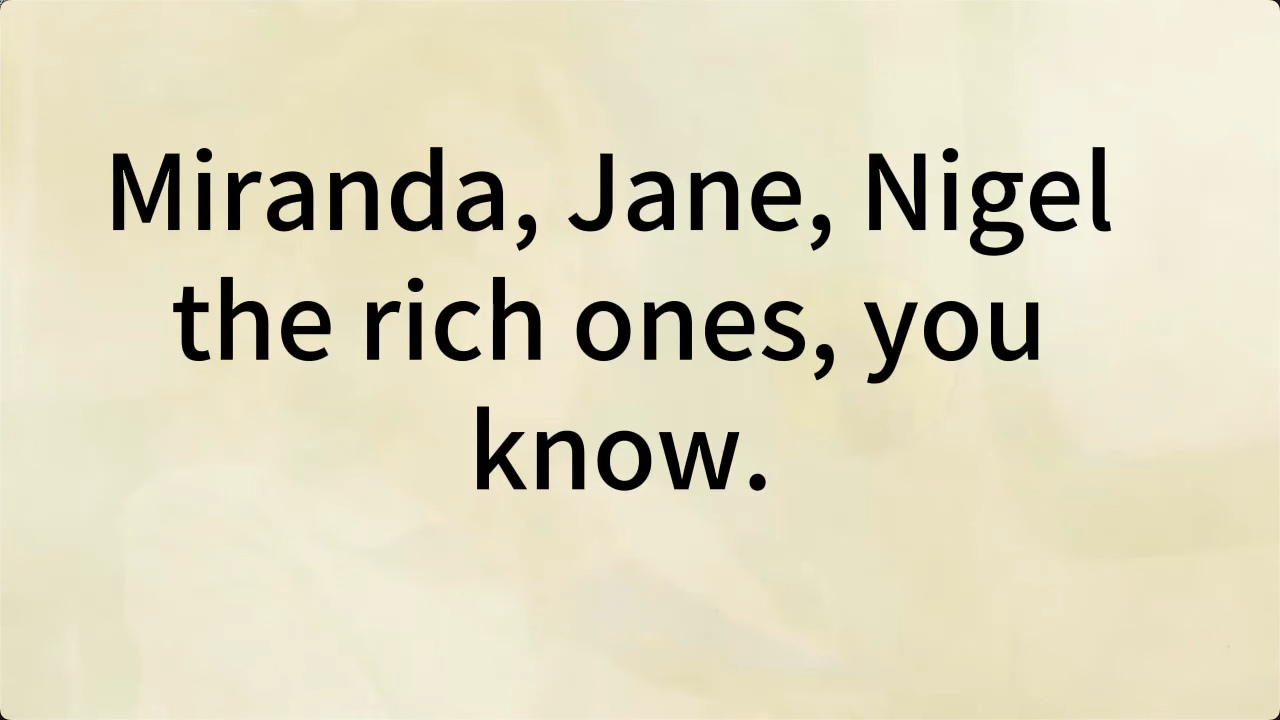 Miranda, Jane, Nigel
the rich ones, you
know.